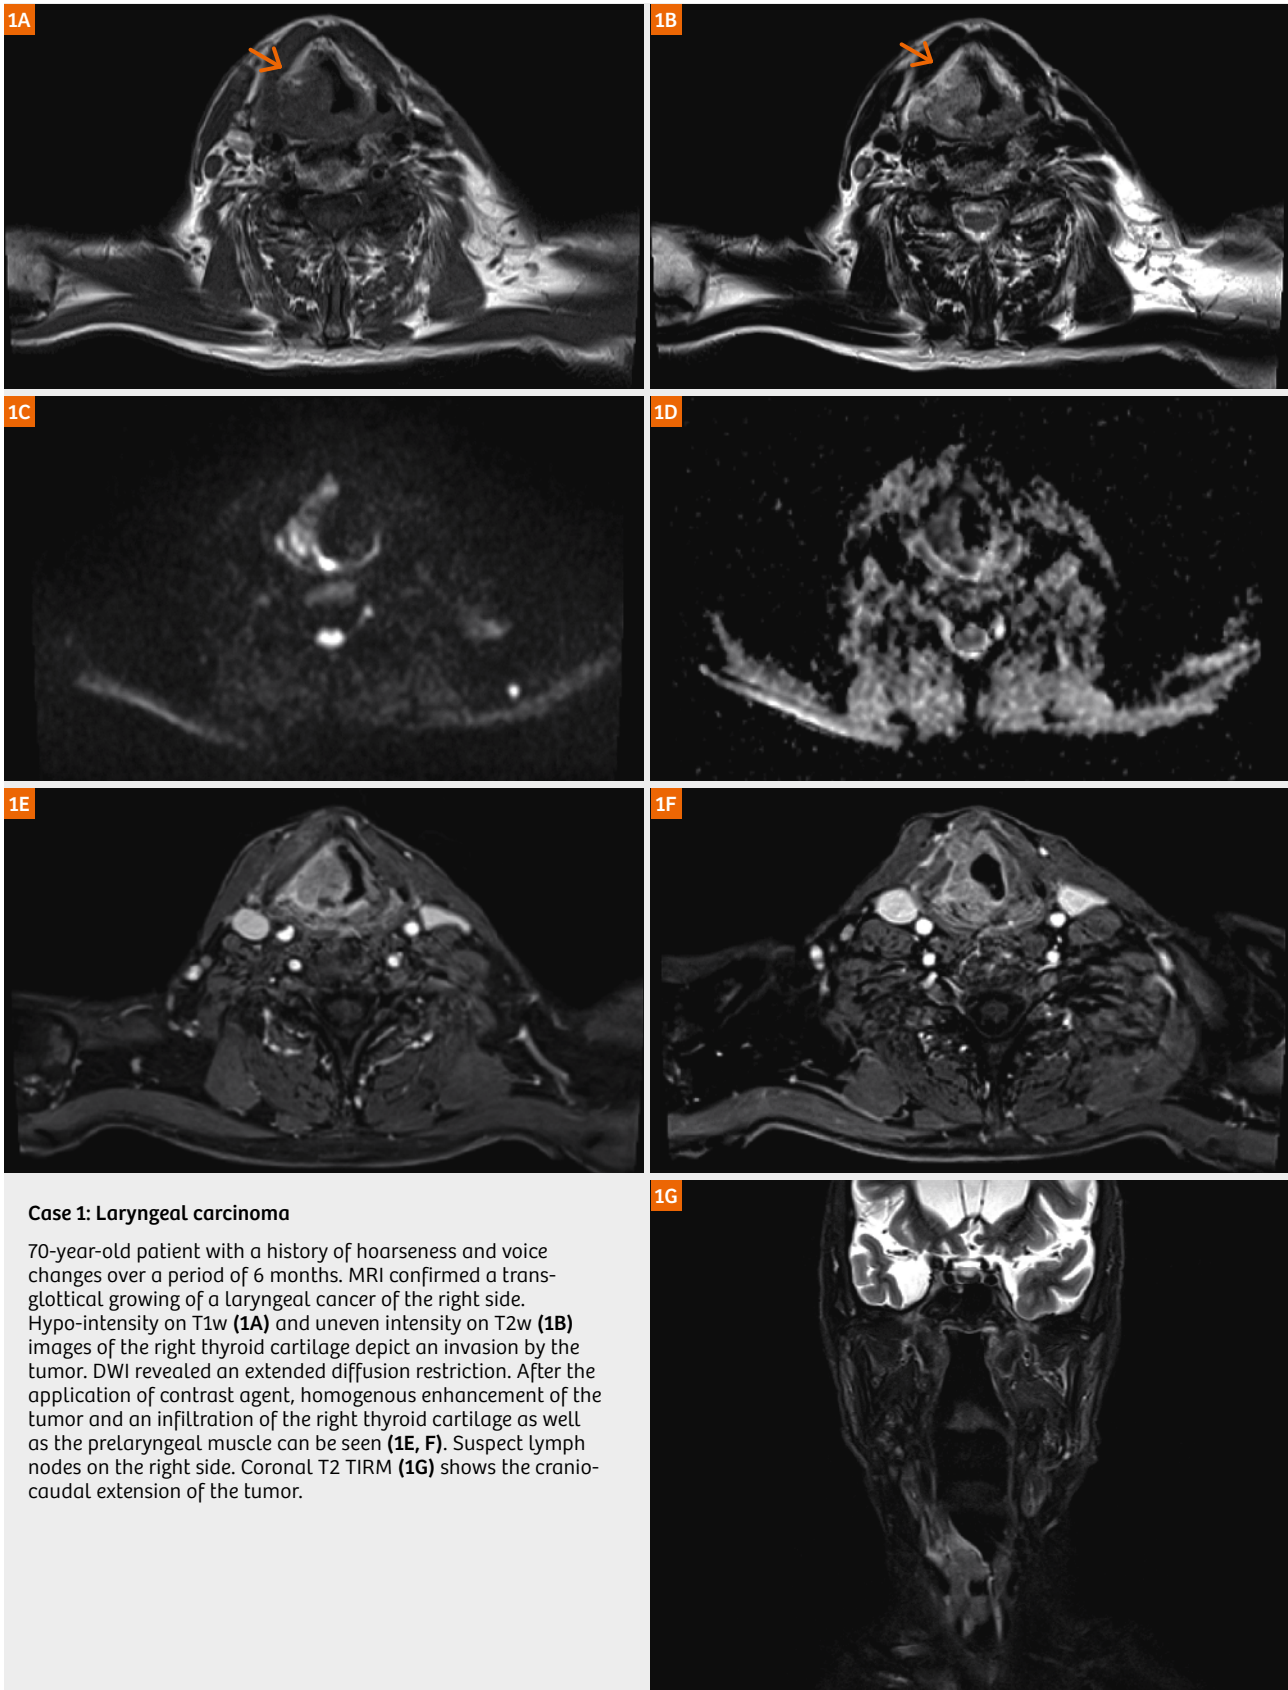 1A
1B
1C
1D
1E
1F
Case 1: Laryngeal carcinoma
70-year-old patient with a history of hoarseness and voice
changes over a period of 6 months. MRI confirmed a trans-
glottical growing of a laryngeal cancer of the right side.
Hypo-intensity on T1w (1A) and uneven intensity on T2w (1B)
images of the right thyroid cartilage depict an invasion by the
tumor. DWI revealed an extended diffusion restriction. After the
application of contrast agent, homogenous enhancement of the
tumor and an infiltration of the right thyroid cartilage as well
as the prelaryngeal muscle can be seen (1E, F). Suspect lymph
nodes on the right side. Coronal T2 TIRM (1G) shows the cranio-
caudal extension of the tumor.
1G